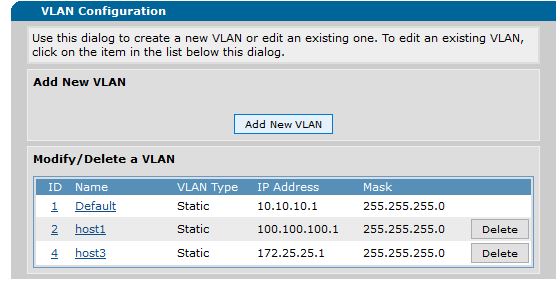 VLAN Configuration
Use this dialog to create a new VLAN or edit an existing one. To edit an existing VLAN,
click on the item in the list below this dialog.
Add New VLAN
Add New VLAN
Modify/Delete a VLAN
ID Name VLAN Type IP Address Mask
1 Default Static 10.10.10.1 255.255.255.0
2 host1 Static 100.100.100.1 255.255.255.0 Delete
4 host3 Static 172.25.25.1 255.255.255.0 Delete